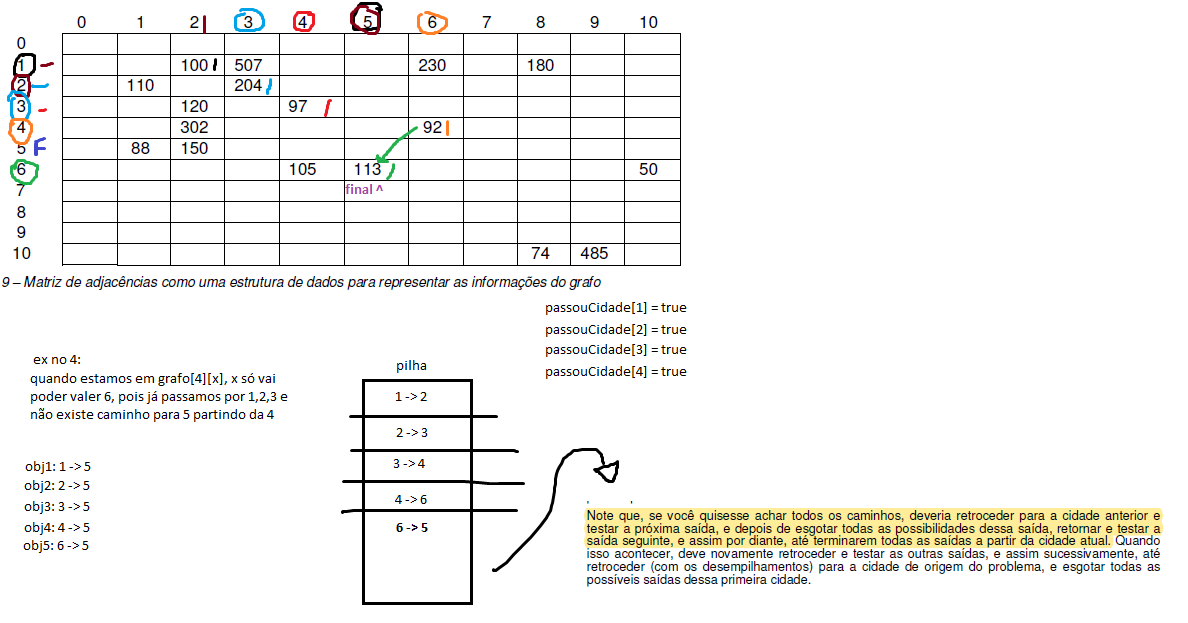 0 1 2 3 4 5 6 7 8 9 10
0
1 100 507 230 180
2 110 204
3 120 97
4 302 92
5 F 88 150
6 105 113 50
7 final ^
8
9
10 74 485
9 – Matriz de adjacências como uma estrutura de dados para representar as informações do grafo
passouCidade[1] = true
passouCidade[2] = true
passouCidade[3] = true
passouCidade[4] = true
ex no 4:
quando estamos em grafo[4][x], x só vai
poder valer 6, pois já passamos por 1,2,3 e
não existe caminho para 5 partindo da 4
pilha
1 -> 2
2 -> 3
3 -> 4
4 -> 6
6 -> 5
obj1: 1 -> 5
obj2: 2 -> 5
obj3: 3 -> 5
obj4: 4 -> 5
obj5: 6 -> 5
Note que, se você quisesse achar todos os caminhos, deveria retroceder para a cidade anterior e
testar a próxima saída, e depois de esgotar todas as possibilidades dessa saída, retornar e testar a
saída seguinte, e assim por diante, até terminarem todas as saídas a partir da cidade atual. Quando
isso acontecer, deve novamente retroceder e testar as outras saídas, e assim sucessivamente, até
retroceder (com os desempilhamentos) para a cidade de origem do problema, e esgotar todas as
possíveis saídas dessa primeira cidade.